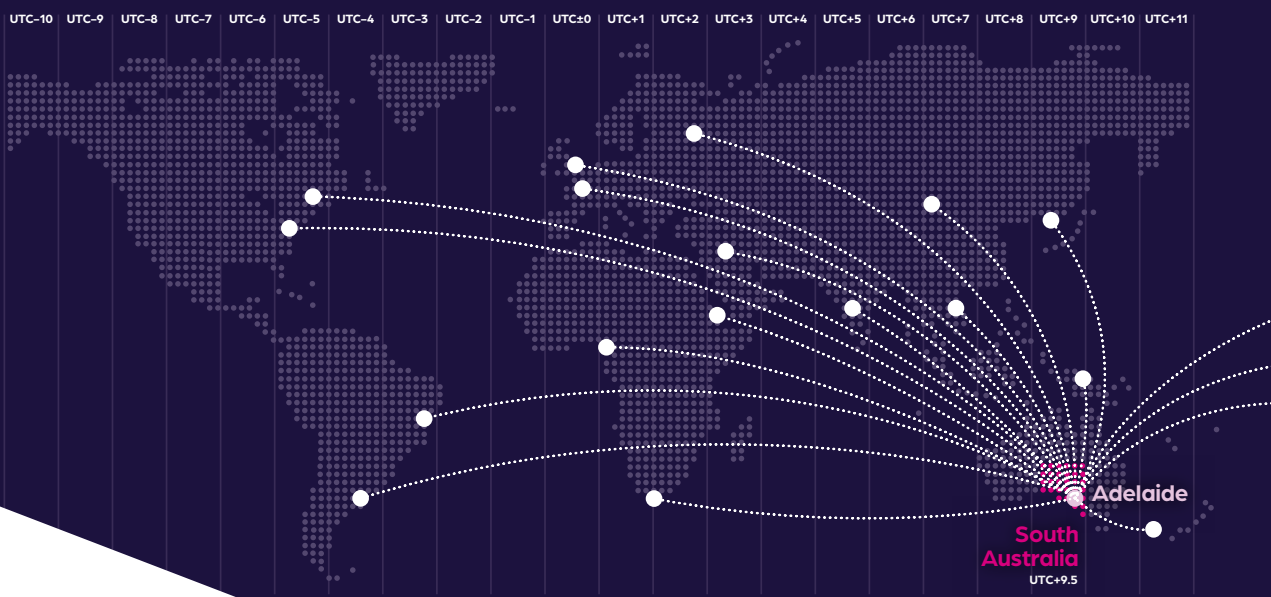 UTC–10 UTC–9 UTC–8 UTC–7 UTC–6 UTC–5 UTC–4 UTC–3 UTC–2 UTC–1 UTC±0 UTC+1 UTC+2 UTC+3 UTC+4 UTC+5 UTC+6 UTC+7 UTC+8 UTC+9 UTC+10 UTC+11
Adelaide
South
Australia
UTC+9.5